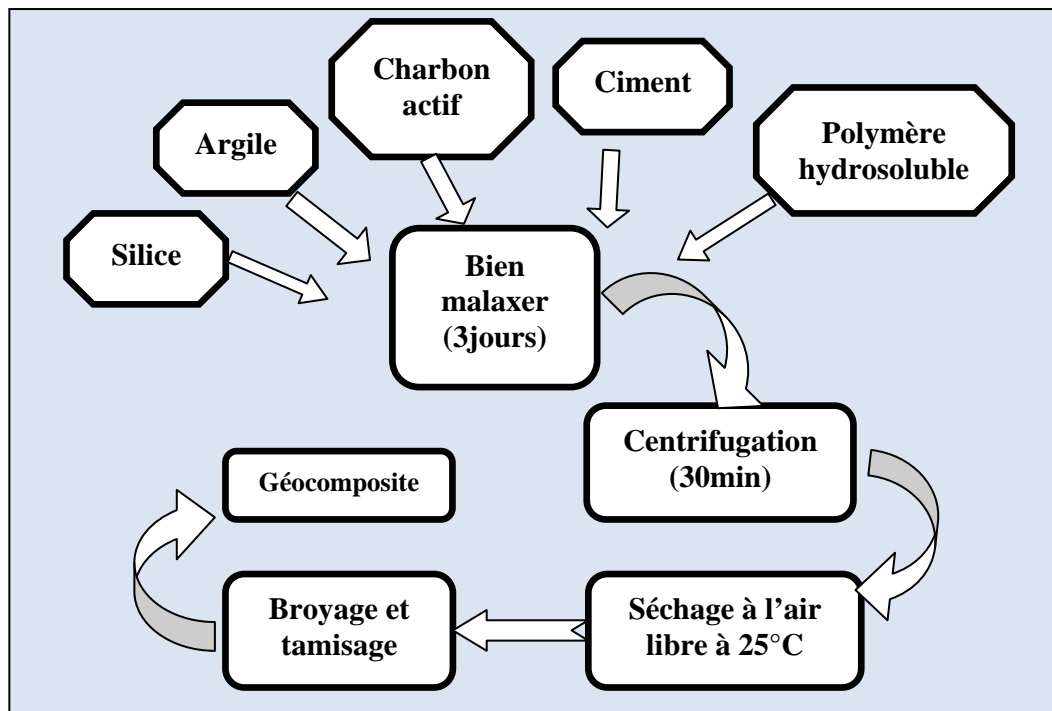 Charbon
actif
Ciment
Polymère
hydrosoluble
Argile
Silice
Bien
malaxer
(3jours)
Centrifugation
(30min)
Géocomposite
Broyage et
tamisage
Séchage à l’air
libre à 25°C